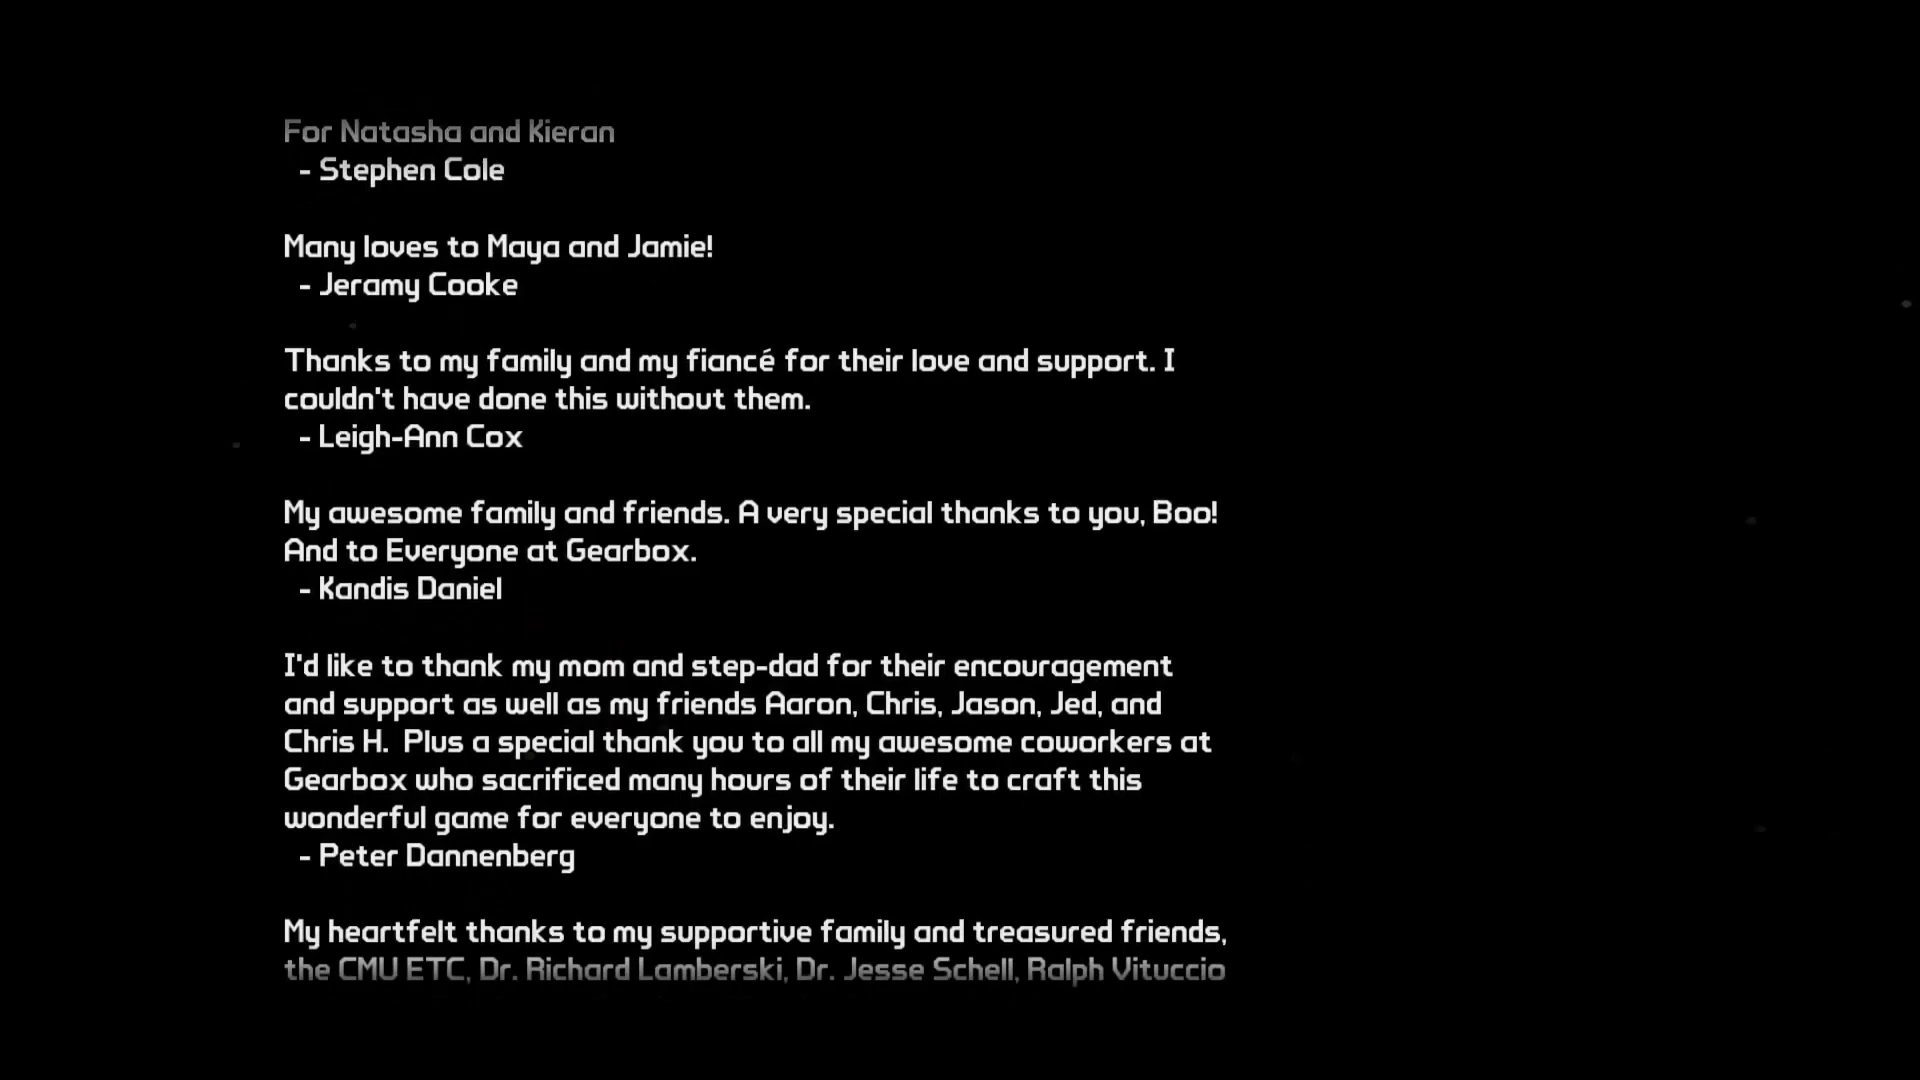 For Natasha and Kieran
- Stephen Cole
Many loves to Maya and Jamie!
- Jeramy Cooke
Thanks to my family and my fiancé for their love and support. I
couldn't have done this without them.
- Leigh-Ann Cox
My awesome family and friends. A very special thanks to you, Boo!
And to Everyone at Gearbox.
- Kandis Daniel
I'd like to thank my mom and step-dad for their encouragement
and support as well as my friends Aaron, Chris, Jason, Jed, and
Chris H.  Plus a special thank you to all my awesome coworkers at
Gearbox who sacrificed many hours of their life to craft this
wonderful game for everyone to enjoy.
- Peter Dannenberg
My heartfelt thanks to my supportive family and treasured friends,
the CMU ETC, Dr. Richard Lamberski, Dr. Jesse Schell, Ralph Vituccio